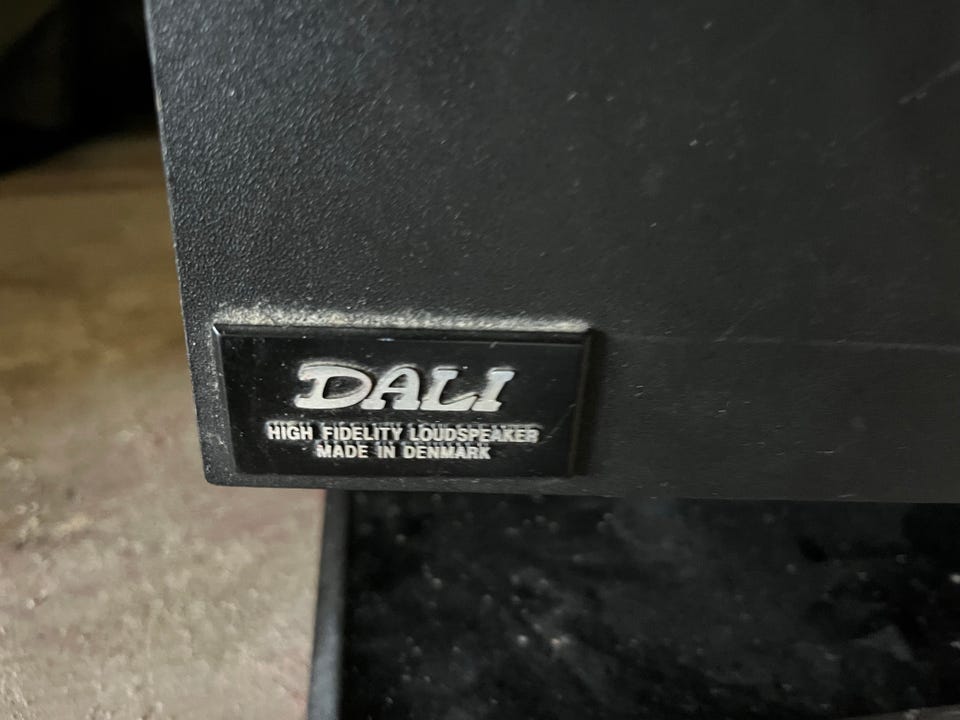 DALI
HIGH FIDELITY LOUDSPEAKER
MADE IN DENMARK